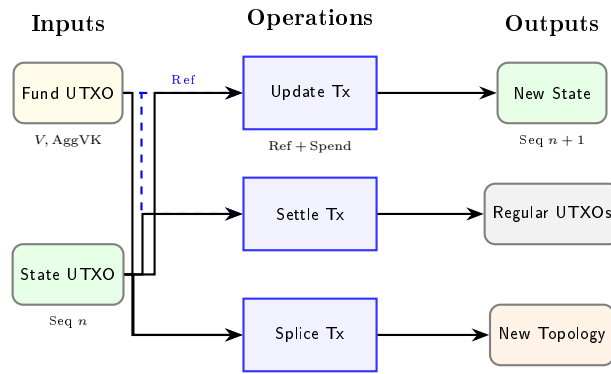 Inputs
Operations
Outputs
Fund UTXO
V, AggVK
Ref
Update Tx
Ref + Spend
New State
Seq n + 1
Settle Tx
Regular UTXOs
State UTXO
Seq n
Splice Tx
New Topology